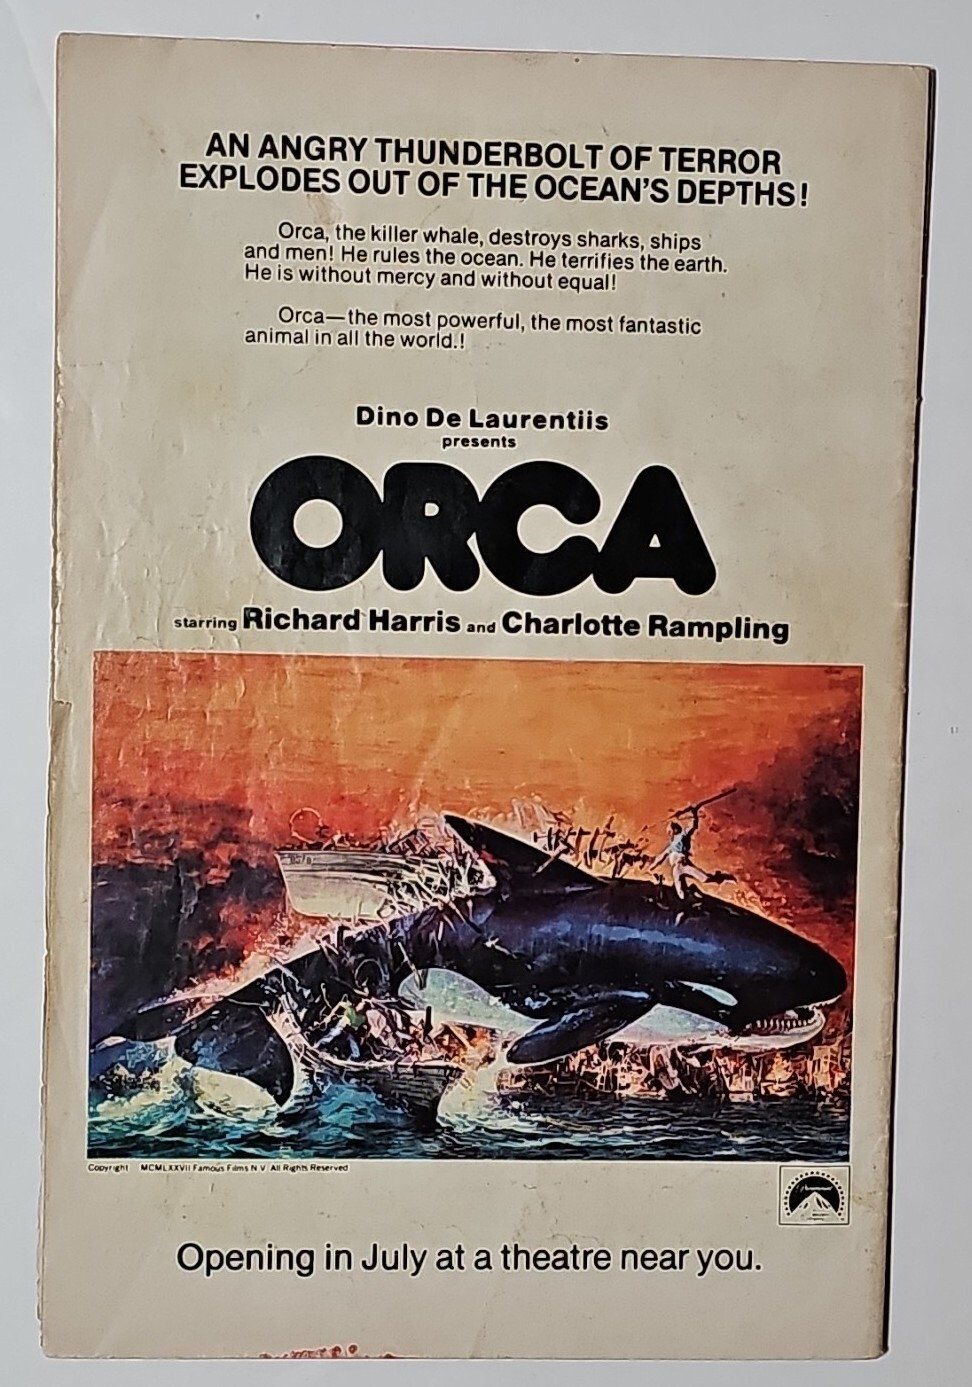 AN ANGRY THUNDERBOLT OF TERROR
EXPLODES OUT OF THE OCEAN'S DEPTHS!
Orca, the killer whale, destroys sharks, ships
and men! He rules the ocean. He terrifies the earth.
He is without mercy and without equal!
Orca—the most powerful, the most fantastic
animal in all the world.!
Dino De Laurentiis
presents
ORCA
starring Richard Harris and Charlotte Rampling
Copyright MCMLXXVII Famous Films N V All Rights Reserved
Paramount
Opening in July at a theatre near you.